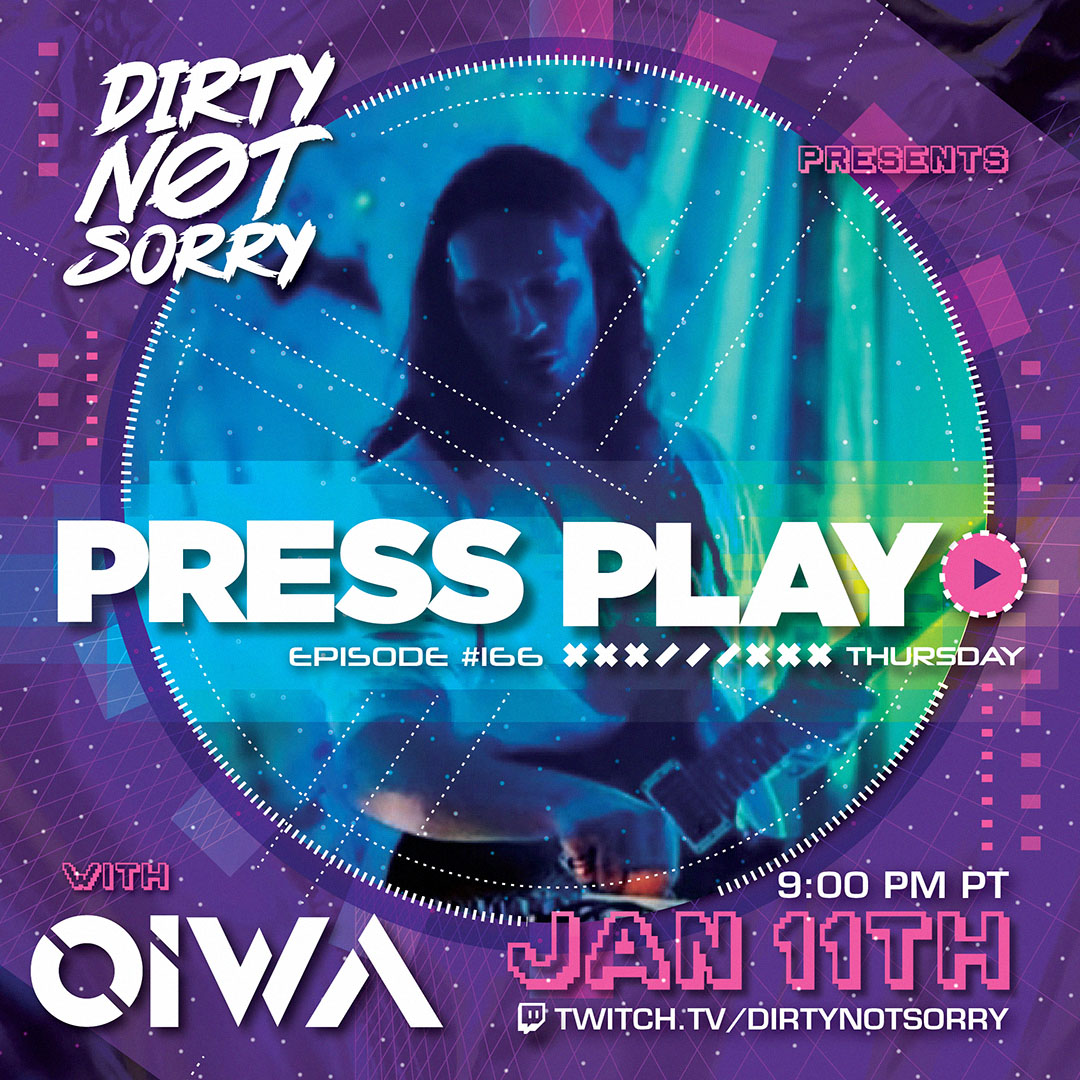 DIRTY
NØT
SORRY
PRESENTS
PRESS PLAY
EPISODE #166 ×××///××× THURSDAY
WITH
OIWA
9:00 PM PT
JAN 11TH
TWITCH.TV/DIRTYNOTSORRY